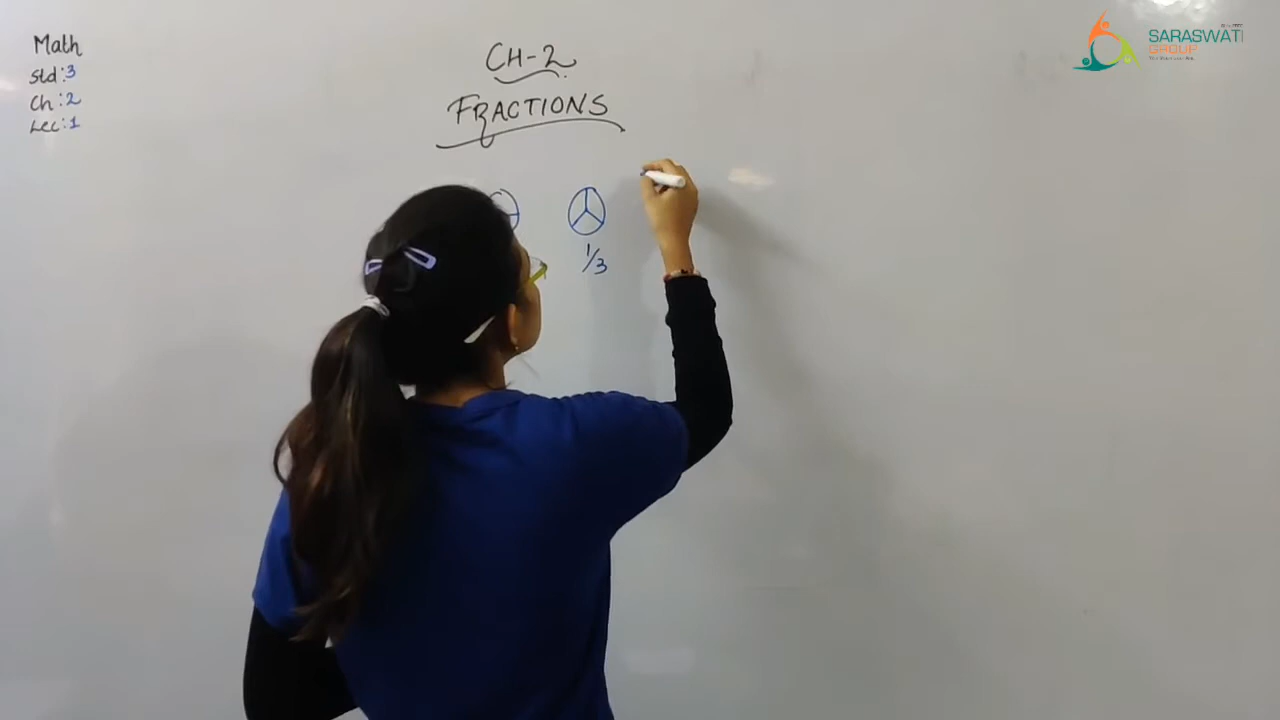 Math
Std:3
Ch:2
Lec:1
CH-2
FRACTIONS
1/3
SARASWATI
GROUP